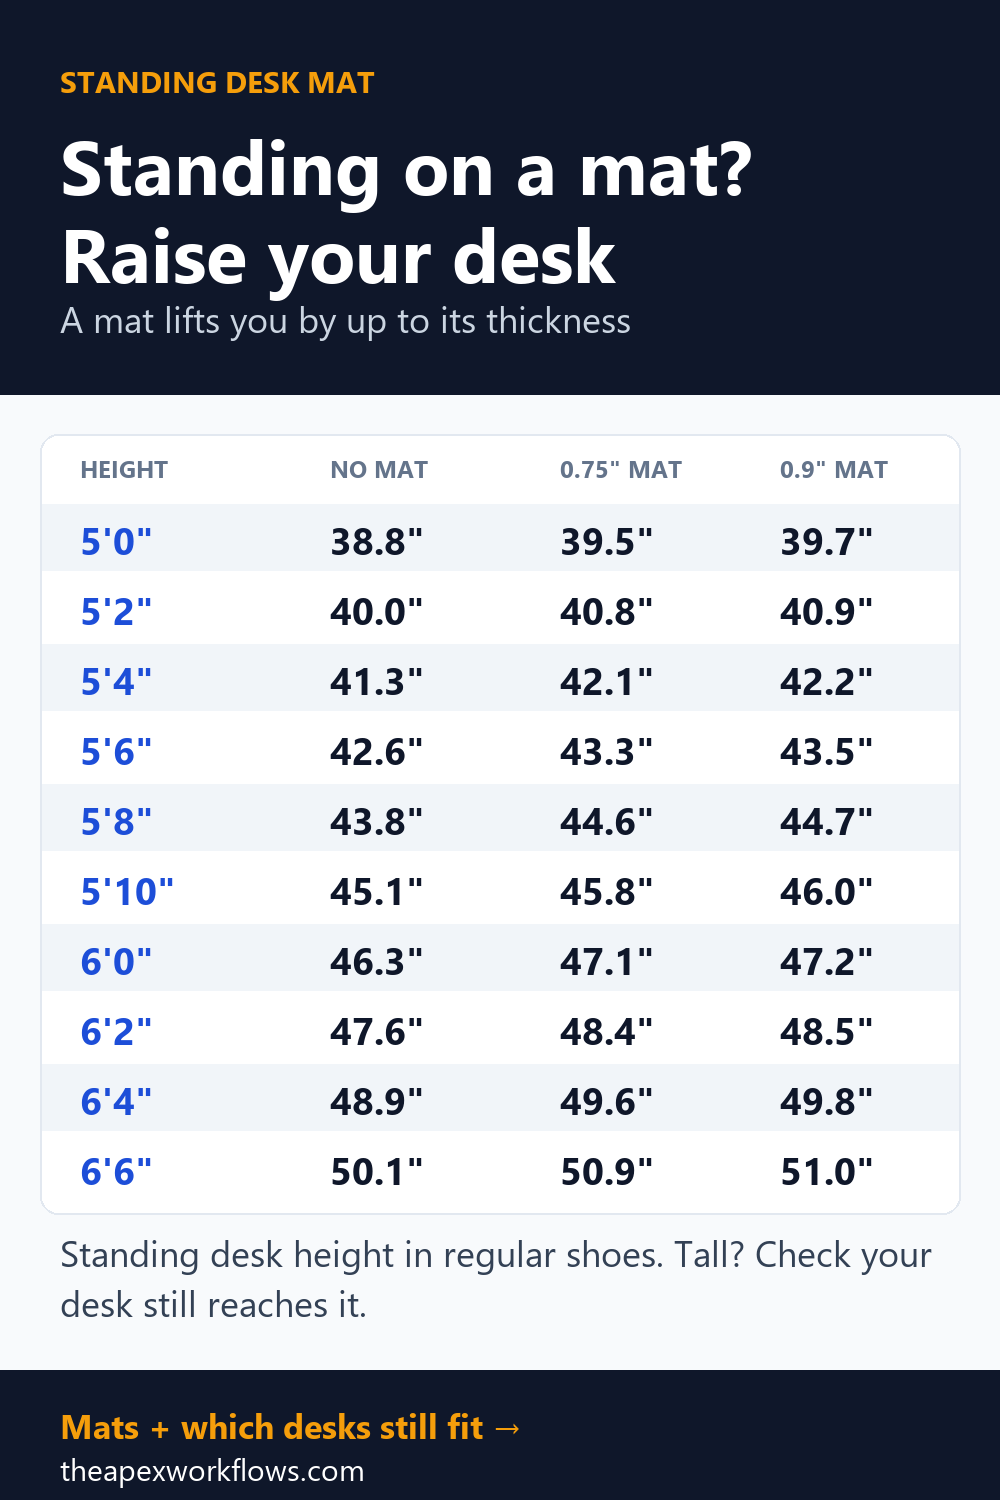 STANDING DESK MAT
Standing on a mat?
Raise your desk
A mat lifts you by up to its thickness
HEIGHT NO MAT 0.75" MAT 0.9" MAT
5'0" 38.8" 39.5" 39.7"
5'2" 40.0" 40.8" 40.9"
5'4" 41.3" 42.1" 42.2"
5'6" 42.6" 43.3" 43.5"
5'8" 43.8" 44.6" 44.7"
5'10" 45.1" 45.8" 46.0"
6'0" 46.3" 47.1" 47.2"
6'2" 47.6" 48.4" 48.5"
6'4" 48.9" 49.6" 49.8"
6'6" 50.1" 50.9" 51.0"
Standing desk height in regular shoes. Tall? Check your
desk still reaches it.
Mats + which desks still fit →
theapexworkflows.com